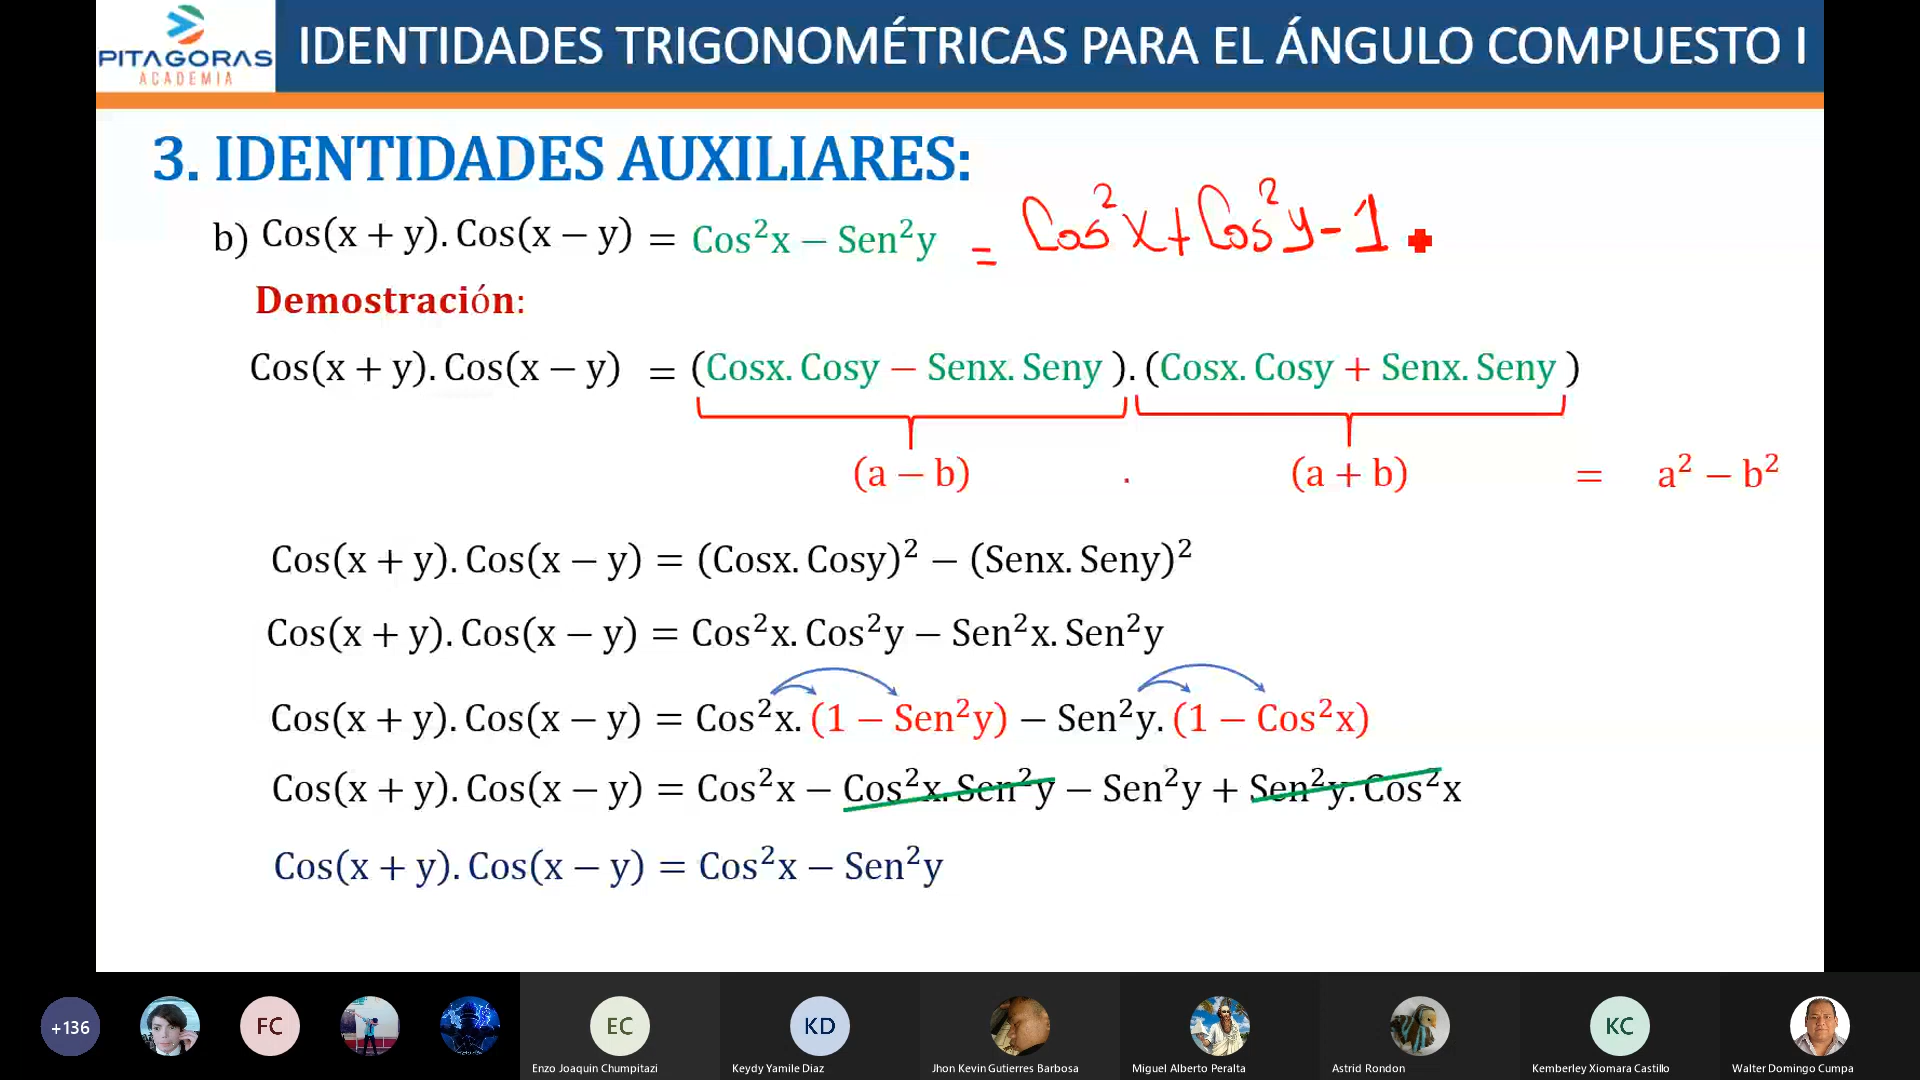 PITAGORAS
ACADEMIA
IDENTIDADES TRIGONOMÉTRICAS PARA EL ÁNGULO COMPUESTO I
3. IDENTIDADES AUXILIARES:
b) Cos(x + y). Cos(x − y) = Cos²x − Sen²y = Cos²x + Cos²y − 1
Demostración:
Cos(x + y). Cos(x − y) = (Cosx. Cosy − Senx. Seny ). (Cosx. Cosy + Senx. Seny )
(a − b) . (a + b) = a² − b²
Cos(x + y). Cos(x − y) = (Cosx. Cosy)² − (Senx. Seny)²
Cos(x + y). Cos(x − y) = Cos²x. Cos²y − Sen²x. Sen²y
Cos(x + y). Cos(x − y) = Cos²x. (1 − Sen²y) − Sen²y. (1 − Cos²x)
Cos(x + y). Cos(x − y) = Cos²x − Cos²x. Sen²y − Sen²y + Sen²y. Cos²x
Cos(x + y). Cos(x − y) = Cos²x − Sen²y
+136 FC EC KD KC
Enzo Joaquin Chumpitazi Keydy Yamile Diaz Jhon Kevin Gutierres Barbosa Miguel Alberto Peralta Astrid Rondon Kemberley Xiomara Castillo Walter Domingo Cumpa